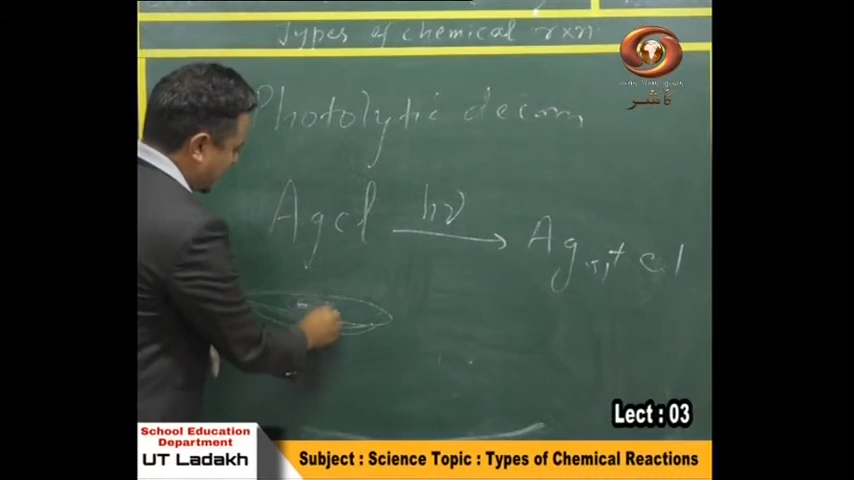 Types of chemical rxn
Photolytic decom
Agcl hν → Ag(s) + cl
کٲشُر
Lect : 03
School Education
Department
UT Ladakh
Subject : Science Topic : Types of Chemical Reactions